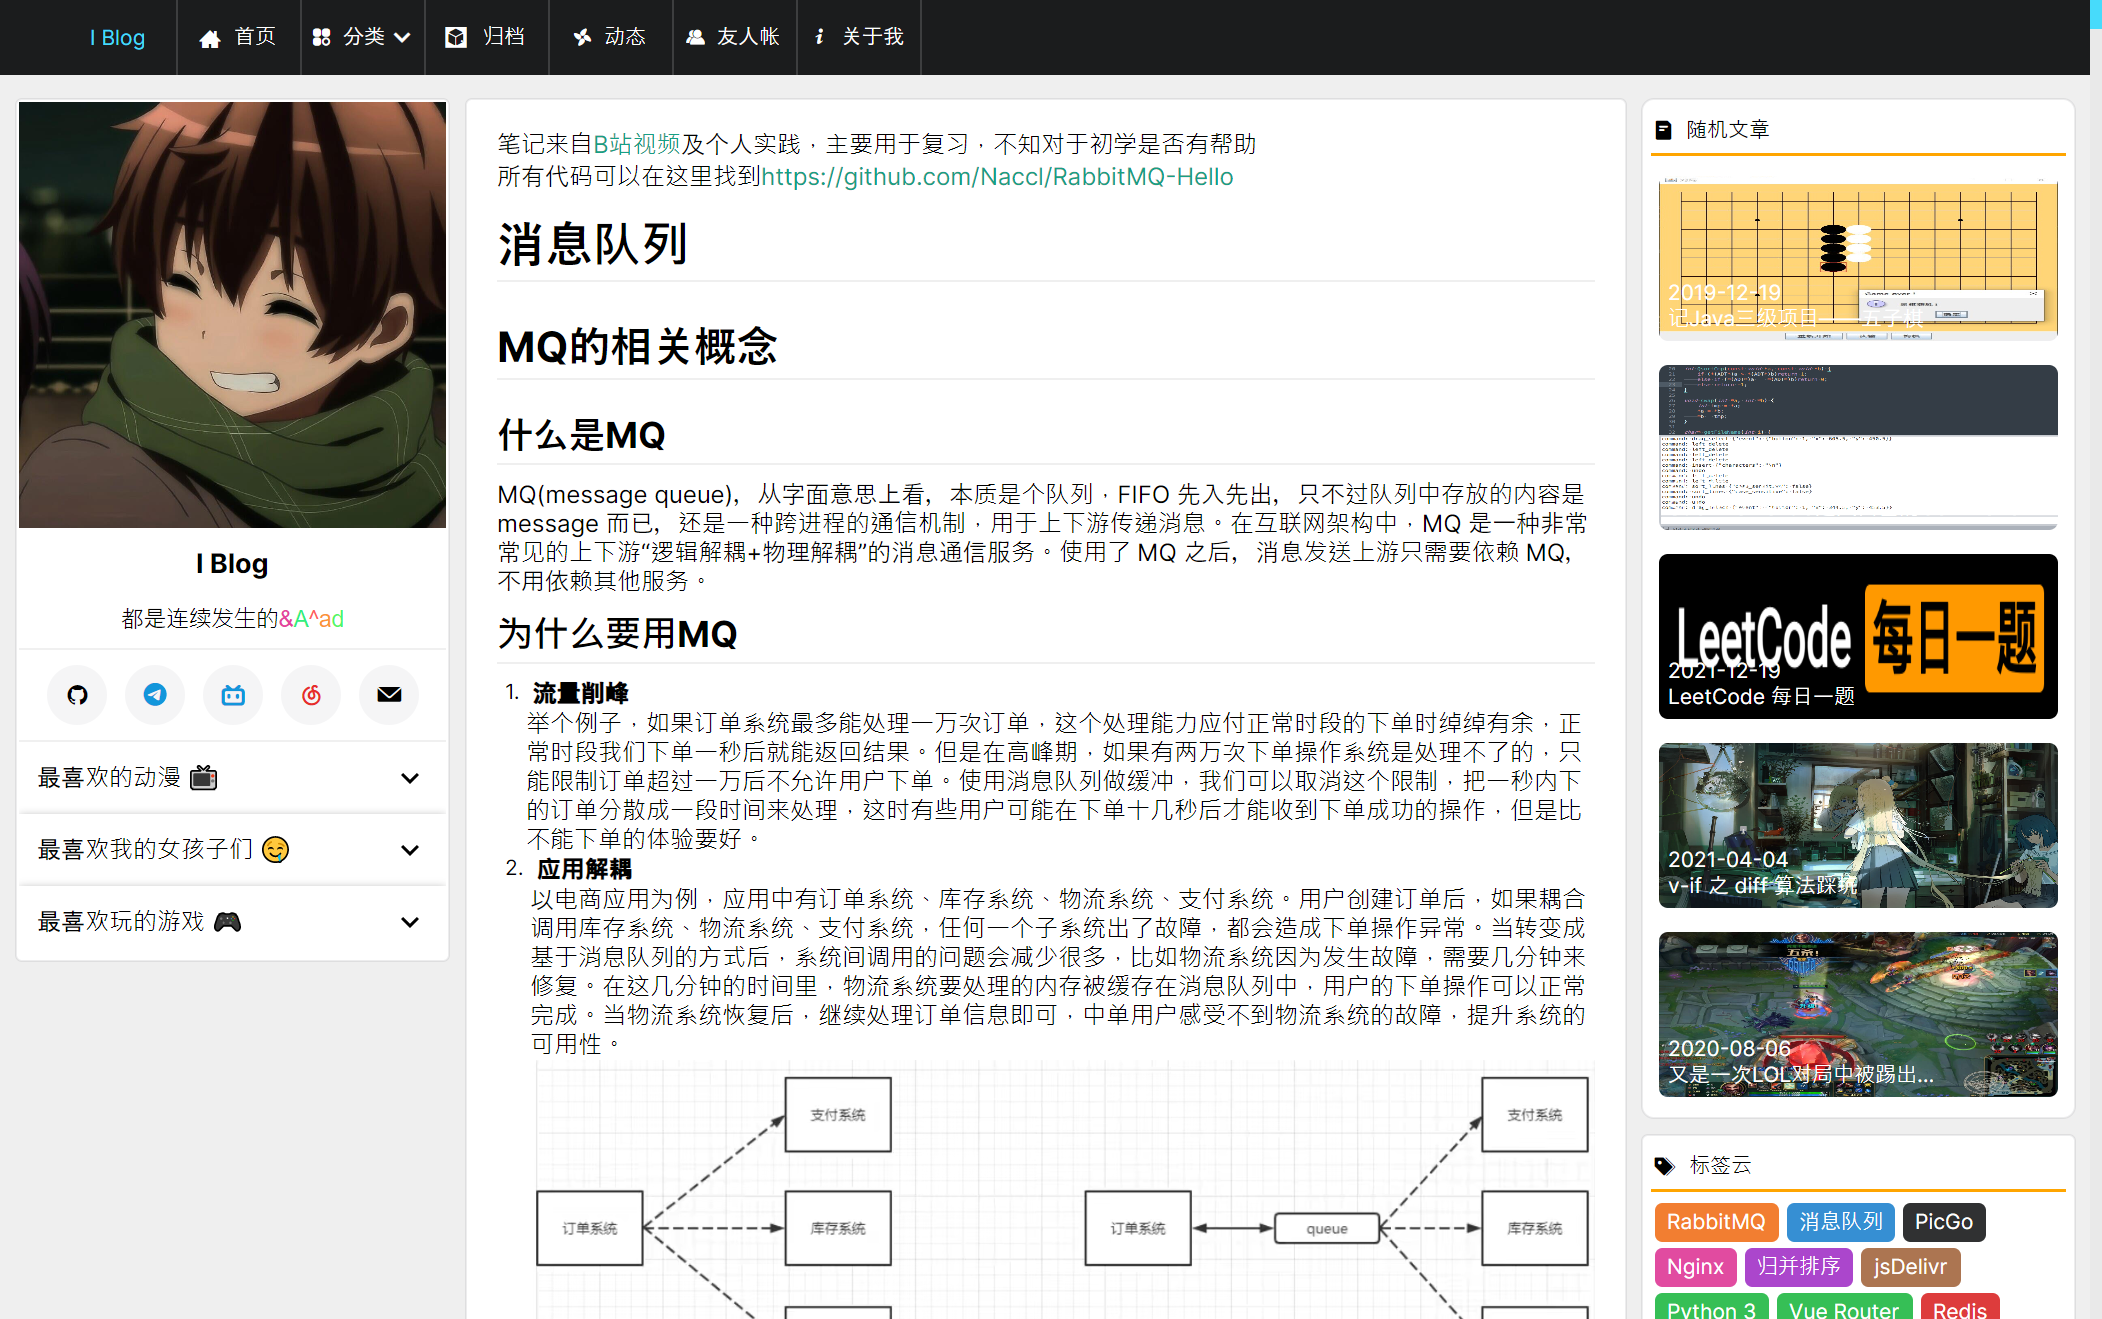 I Blog
首页
分类
归档
动态
友人帐
关于我
I Blog
都是连续发生的&A^ad
最喜欢的动漫
最喜欢我的女孩子们
最喜欢玩的游戏
笔记来自B站视频及个人实践，主要用于复习，不知对于初学是否有帮助
所有代码可以在这里找到https://github.com/Naccl/RabbitMQ-Hello
消息队列
MQ的相关概念
什么是MQ
MQ(message queue)，从字面意思上看，本质是个队列，FIFO 先入先出，只不过队列中存放的内容是
message 而已，还是一种跨进程的通信机制，用于上下游传递消息。在互联网架构中，MQ 是一种非常
常见的上下游“逻辑解耦+物理解耦”的消息通信服务。使用了 MQ 之后，消息发送上游只需要依赖 MQ，
不用依赖其他服务。
为什么要用MQ
1. 流量削峰
举个例子，如果订单系统最多能处理一万次订单，这个处理能力应付正常时段的下单时绰绰有余，正
常时段我们下单一秒后就能返回结果。但是在高峰期，如果有两万次下单操作系统是处理不了的，只
能限制订单超过一万后不允许用户下单。使用消息队列做缓冲，我们可以取消这个限制，把一秒内下
的订单分散成一段时间来处理，这时有些用户可能在下单十几秒后才能收到下单成功的操作，但是比
不能下单的体验要好。
2. 应用解耦
以电商应用为例，应用中有订单系统、库存系统、物流系统、支付系统。用户创建订单后，如果耦合
调用库存系统、物流系统、支付系统，任何一个子系统出了故障，都会造成下单操作异常。当转变成
基于消息队列的方式后，系统间调用的问题会减少很多，比如物流系统因为发生故障，需要几分钟来
修复。在这几分钟的时间里，物流系统要处理的内存被缓存在消息队列中，用户的下单操作可以正常
完成。当物流系统恢复后，继续处理订单信息即可，中单用户感受不到物流系统的故障，提升系统的
可用性。
支付系统
订单系统
库存系统
支付系统
订单系统
queue
库存系统
随机文章
2019-12-19
记Java三级项目——五子棋
LeetCode 每日一题
2021-12-19
LeetCode 每日一题
2021-04-04
v-if 之 diff 算法踩坑
2020-08-06
又是一次LOL对局中被踢出...
标签云
RabbitMQ
消息队列
PicGo
Nginx
归并排序
jsDelivr
Python 3
Vue Router
Redis